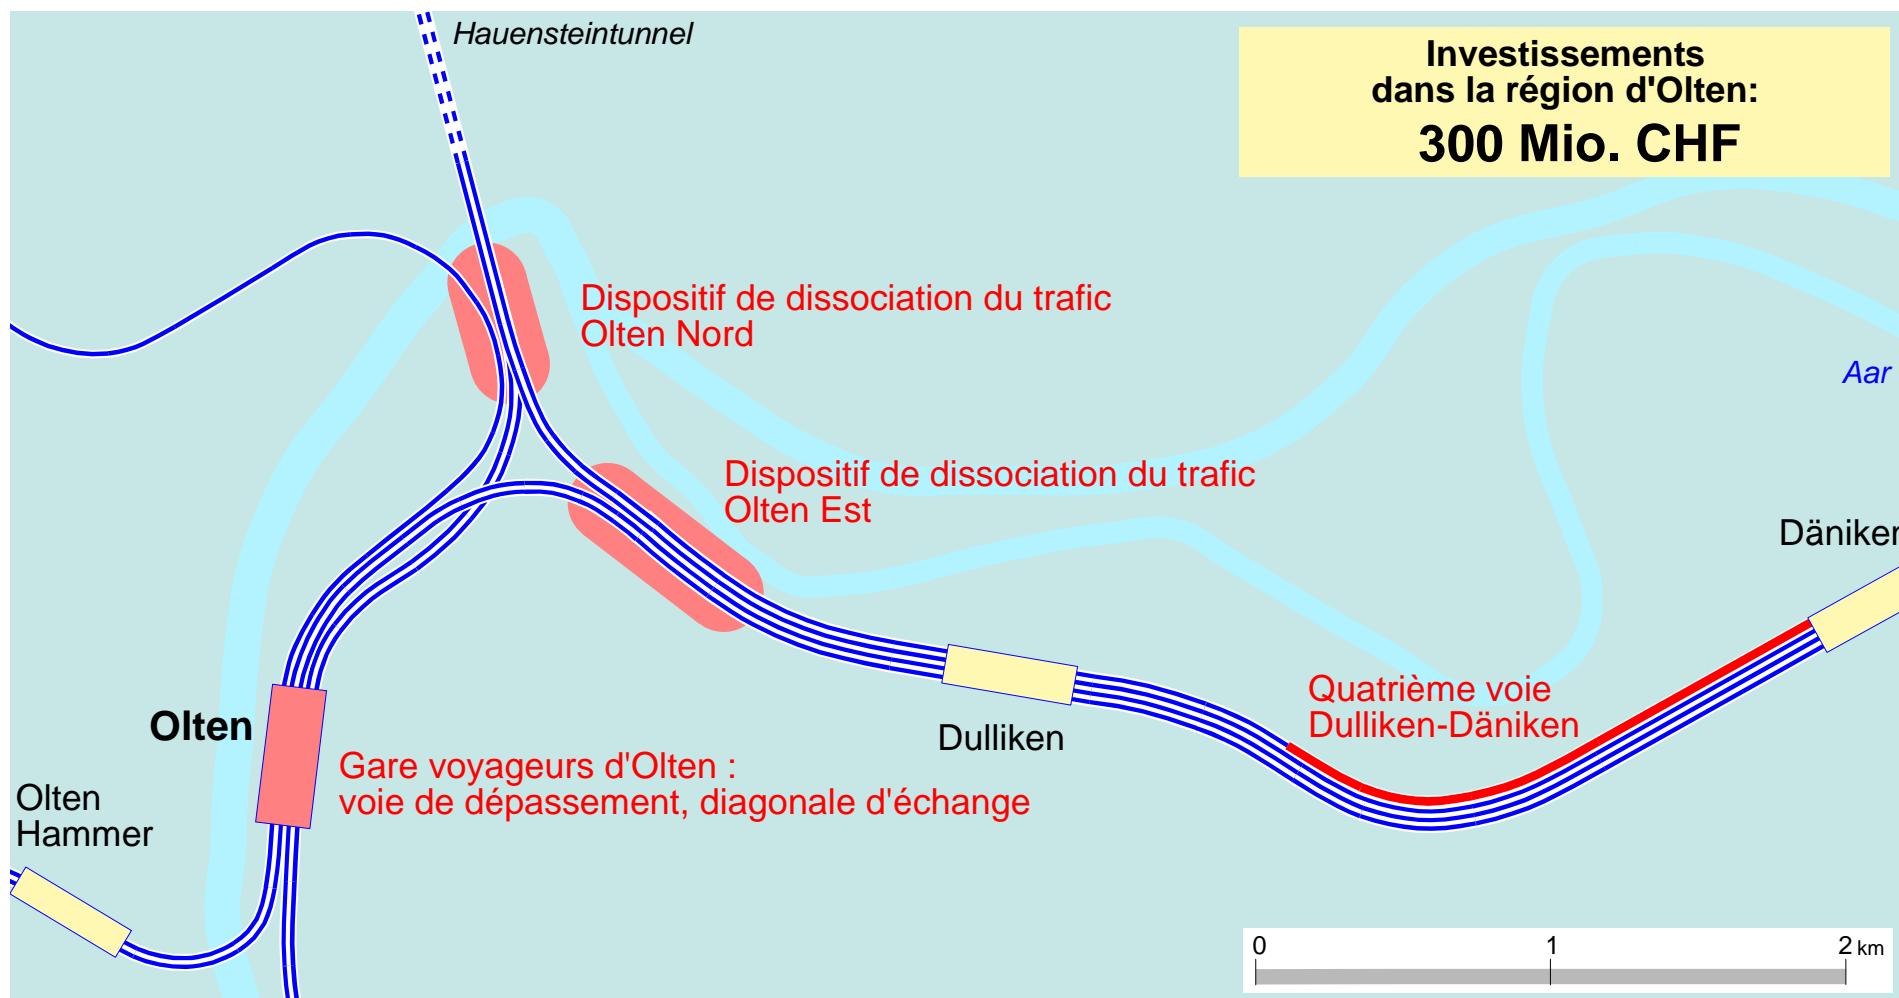 Hauensteintunnel
Investissements
dans la région d'Olten:
300 Mio. CHF
Dispositif de dissociation du trafic
Olten Nord
Aar
Dispositif de dissociation du trafic
Olten Est
Däniken
Quatrième voie
Dulliken-Däniken
Olten
Dulliken
Gare voyageurs d'Olten :
voie de dépassement, diagonale d'échange
Olten
Hammer
0 1 2 km